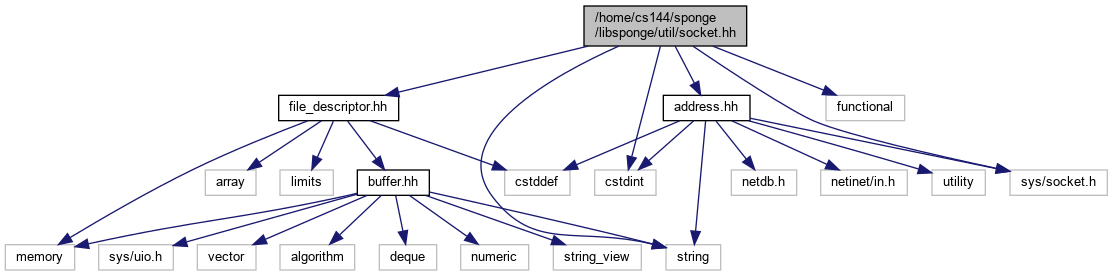 /home/cs144/sponge
/libsponge/util/socket.hh
file_descriptor.hh
address.hh
functional
array
limits
buffer.hh
cstddef
cstdint
netdb.h
netinet/in.h
utility
sys/socket.h
memory
sys/uio.h
vector
algorithm
deque
numeric
string_view
string